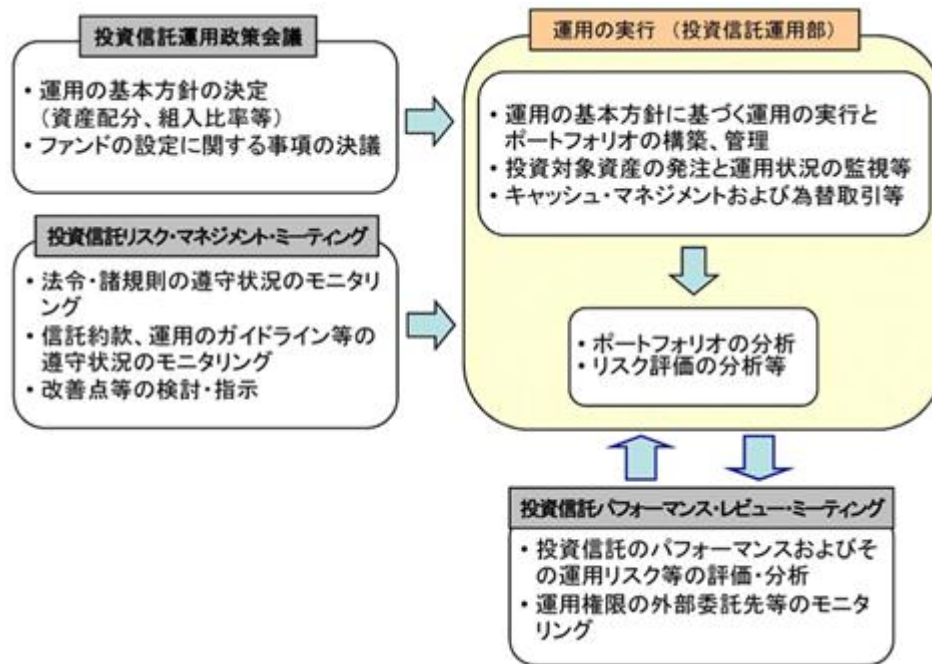 投資信託運用政策会議
・運用の基本方針の決定
（資産配分、組入比率等）
・ファンドの設定に関する事項の決議
投資信託リスク・マネジメント・ミーティング
・法令・諸規則の遵守状況のモニタリ
ング
・信託約款、運用のガイドライン等の
遵守状況のモニタリング
・改善点等の検討・指示
運用の実行 （投資信託運用部）
・運用の基本方針に基づく運用の実行と
ポートフォリオの構築、管理
・投資対象資産の発注と運用状況の監視等
・キャッシュ・マネジメントおよび為替取引等
・ポートフォリオの分析
・リスク評価の分析等
投資信託パフォーマンス・レビュー・ミーティング
・投資信託のパフォーマンスおよびそ
の運用リスク等の評価・分析
・運用権限の外部委託先等のモニタ
リング